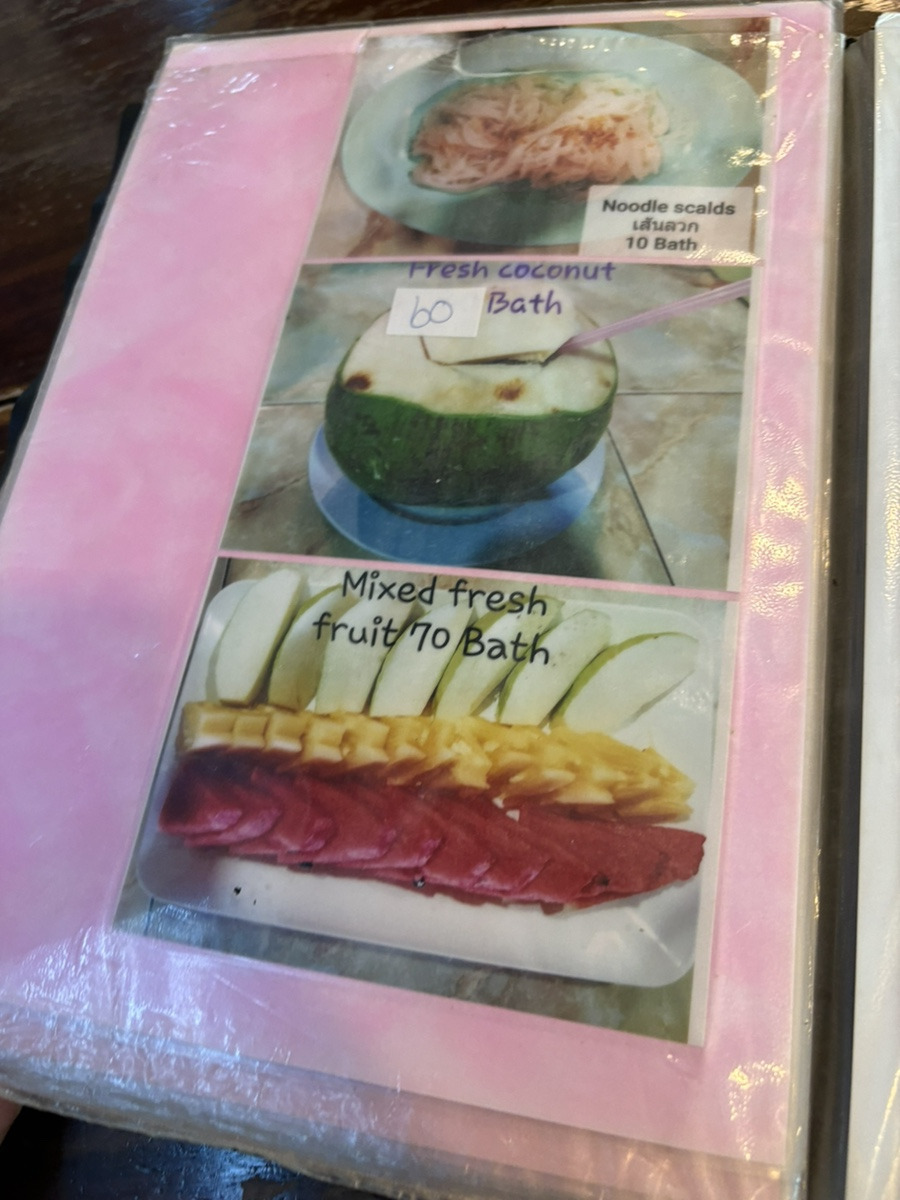 Noodle scalds
เส้นลวก
10 Bath
Fresh coconut
60 Bath
Mixed fresh
fruit 70 Bath